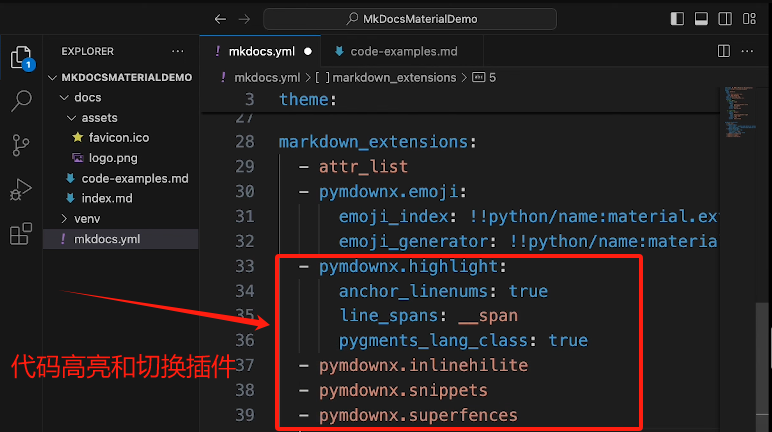 MkDocsMaterialDemo
EXPLORER
mkdocs.yml
code-examples.md
MKDOCSMATERIALDEMO
docs
assets
favicon.ico
logo.png
code-examples.md
index.md
venv
mkdocs.yml
1
mkdocs.yml > [ ] markdown_extensions > abc 5
3 theme:
27
28 markdown_extensions:
29 - attr_list
30 - pymdownx.emoji:
31 emoji_index: !!python/name:material.ex
32 emoji_generator: !!python/name:materia
33 - pymdownx.highlight:
34 anchor_linenums: true
35 line_spans: __span
36 pygments_lang_class: true
37 - pymdownx.inlinehilite
38 - pymdownx.snippets
39 - pymdownx.superfences
代码高亮和切换插件